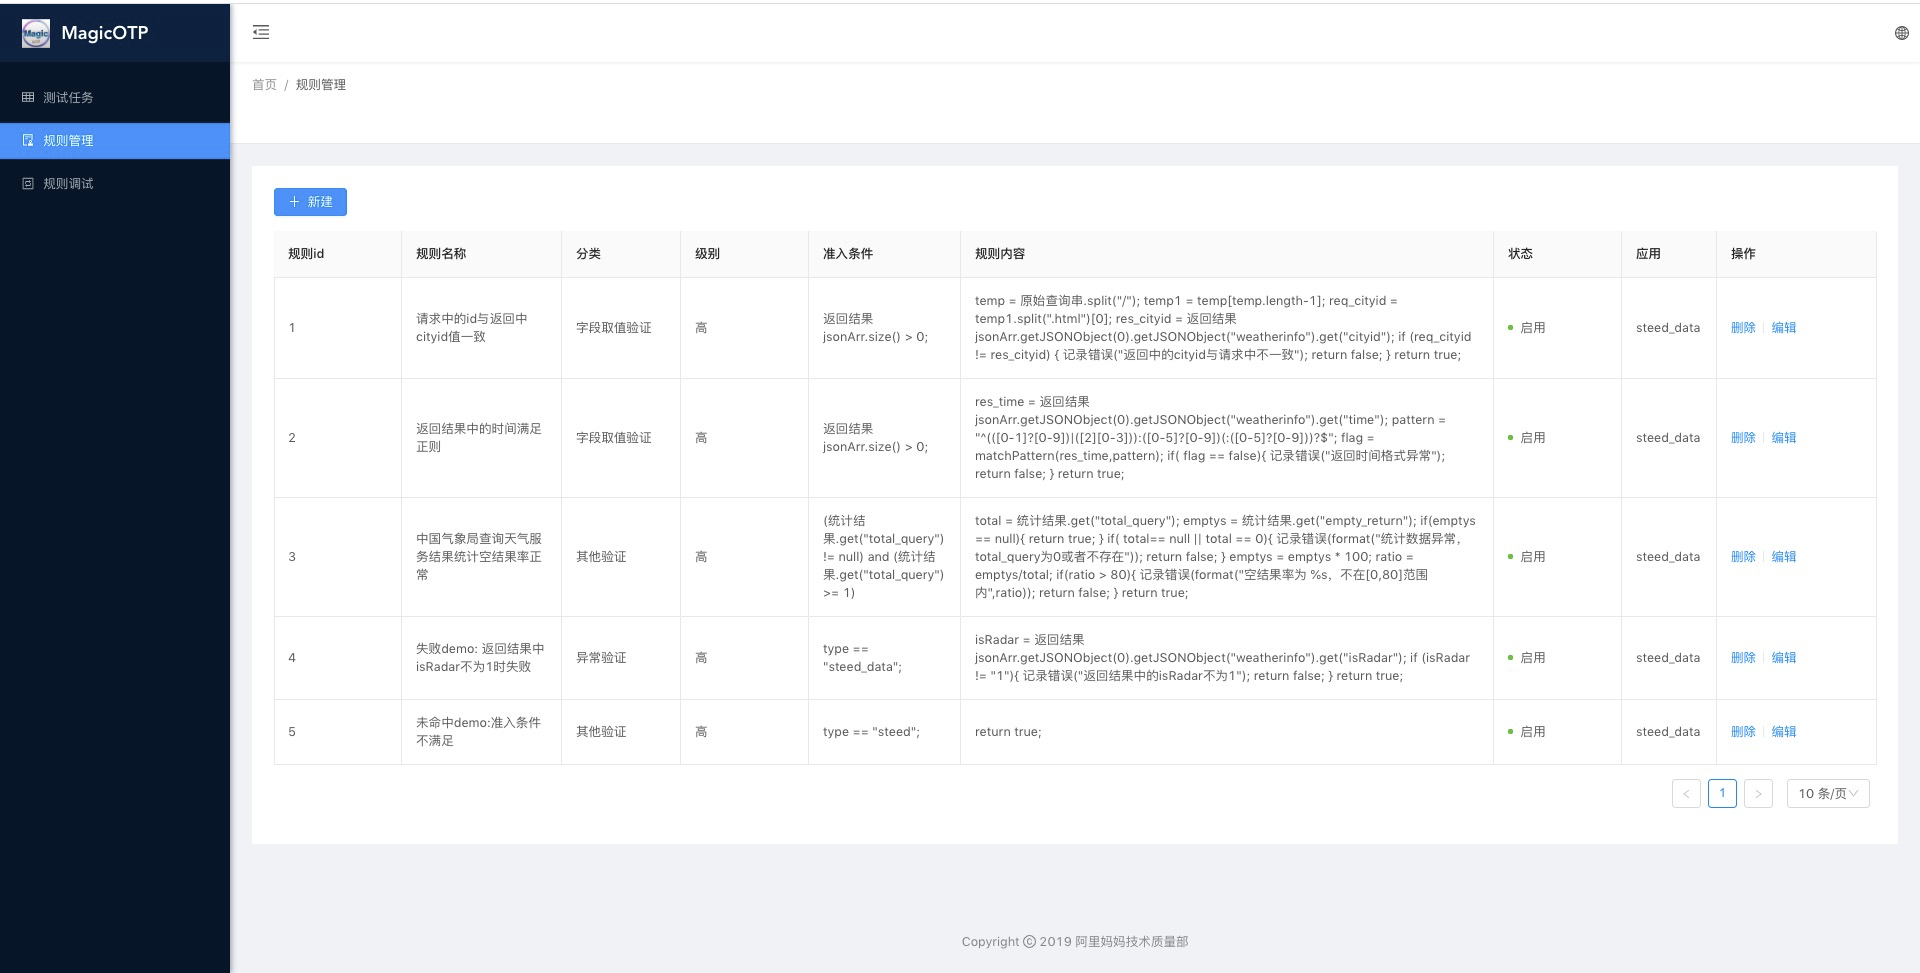 MagicOTP
测试任务
规则管理
规则调试
首页 / 规则管理
新建
规则id 规则名称 分类 级别 准入条件 规则内容 状态 应用 操作
1
请求中的id与返回中
cityid值一致
字段取值验证
高
返回结果
jsonArr.size() > 0;
temp = 原始查询串.split("/"); temp1 = temp[temp.length-1]; req_cityid =
temp1.split(".html")[0]; res_cityid = 返回结果
jsonArr.getJSONObject(0).getJSONObject("weatherinfo").get("cityid"); if (req_cityid
!= res_cityid) { 记录错误("返回中的cityid与请求中不一致"); return false; } return true;
启用
steed_data
删除 编辑
2
返回结果中的时间满足
正则
字段取值验证
高
返回结果
jsonArr.size() > 0;
res_time = 返回结果
jsonArr.getJSONObject(0).getJSONObject("weatherinfo").get("time"); pattern =
"^(([0-1]?[0-9])|([2][0-3])):([0-5]?[0-9])(:([0-5]?[0-9]))?$"; flag =
matchPattern(res_time,pattern); if( flag == false){ 记录错误("返回时间格式异常");
return false; } return true;
启用
steed_data
删除 编辑
3
中国气象局查询天气服
务结果统计空结果率正
常
其他验证
高
(统计结
果.get("total_query")
!= null) and (统计结
果.get("total_query")
>= 1)
total = 统计结果.get("total_query"); emptys = 统计结果.get("empty_return"); if(emptys
== null){ return true; } if( total== null || total == 0){ 记录错误(format("统计数据异常，
total_query为0或者不存在")); return false; } emptys = emptys * 100; ratio =
emptys/total; if(ratio > 80){ 记录错误(format("空结果率为 %s，不在[0,80]范围
内",ratio)); return false; } return true;
启用
steed_data
删除 编辑
4
失败demo: 返回结果中
isRadar不为1时失败
异常验证
高
type ==
"steed_data";
isRadar = 返回结果
jsonArr.getJSONObject(0).getJSONObject("weatherinfo").get("isRadar"); if (isRadar
!= "1"){ 记录错误("返回结果中的isRadar不为1"); return false; } return true;
启用
steed_data
删除 编辑
5
未命中demo:准入条件
不满足
其他验证
高
type == "steed";
return true;
启用
steed_data
删除 编辑
< 1 > 10 条/页
Copyright © 2019 阿里妈妈技术质量部